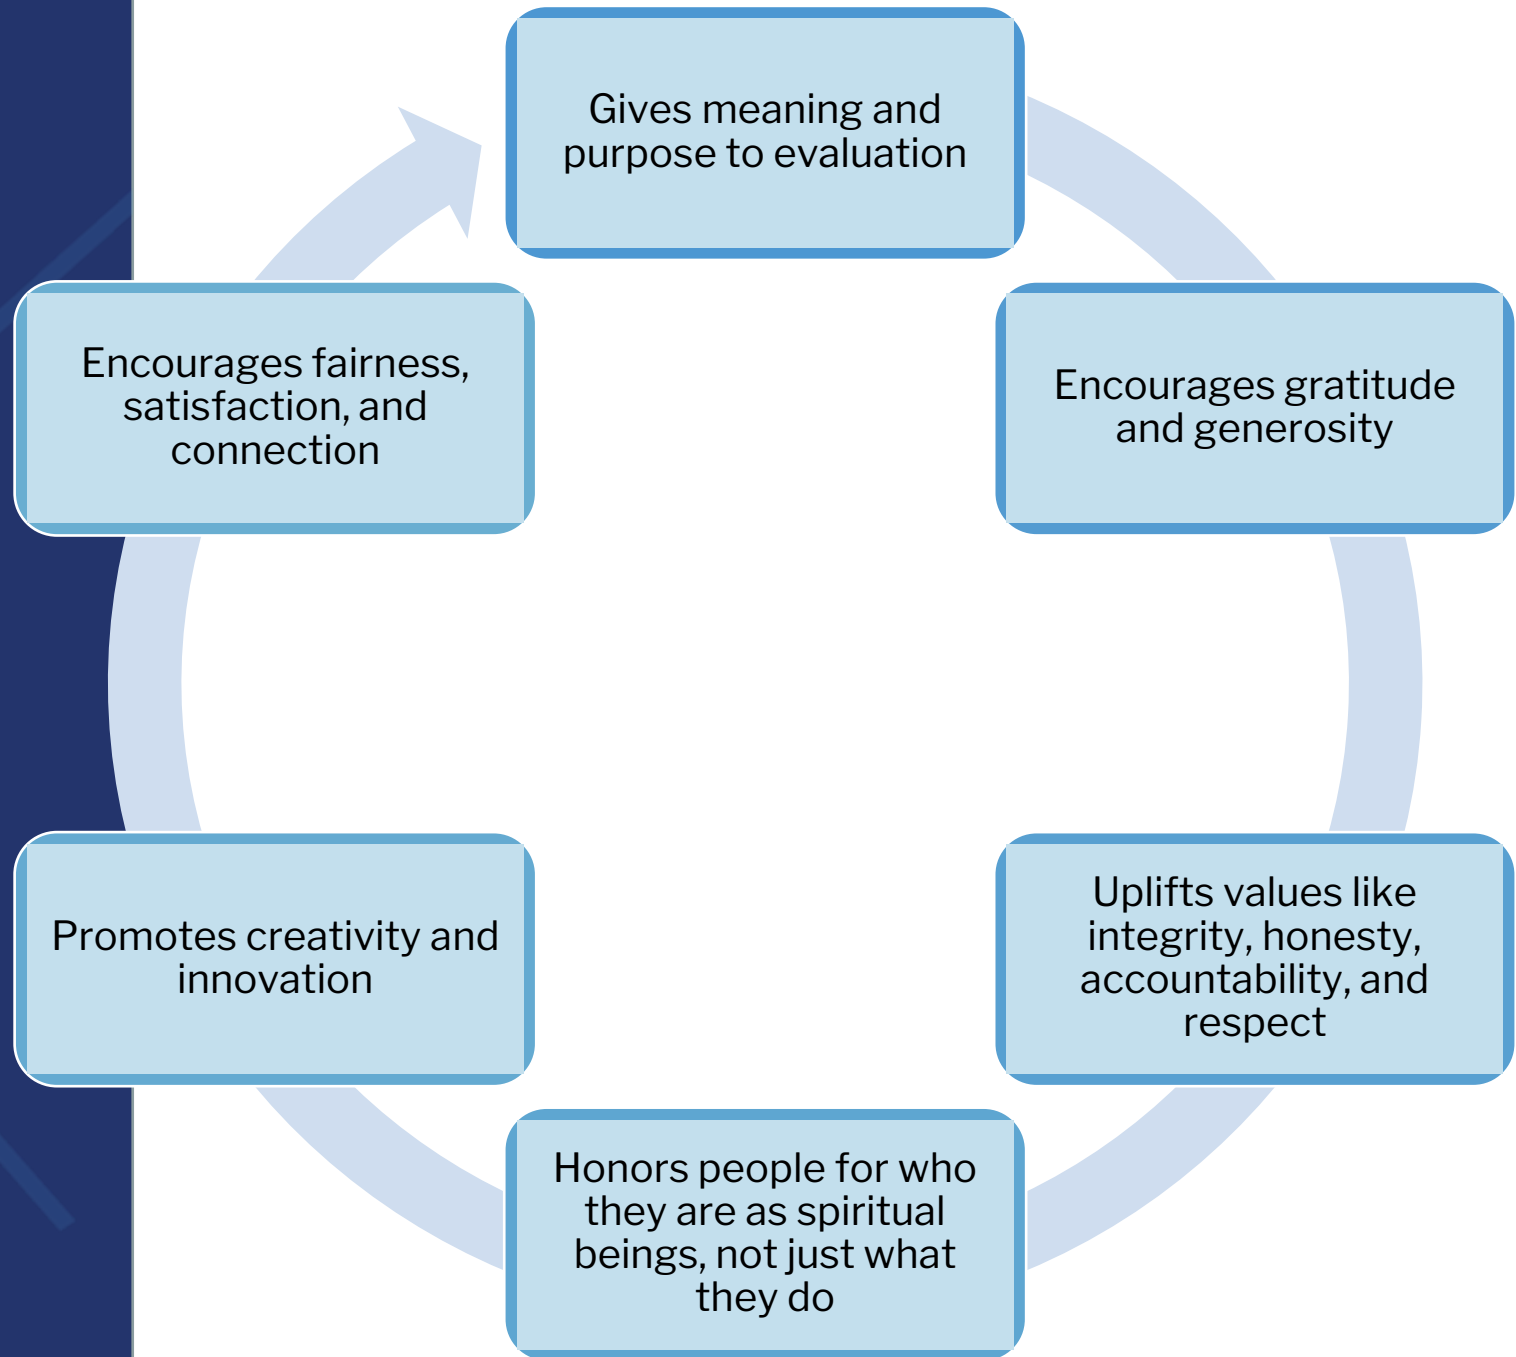 Gives meaning and
purpose to evaluation
Encourages gratitude
and generosity
Uplifts values like
integrity, honesty,
accountability, and
respect
Honors people for who
they are as spiritual
beings, not just what
they do
Promotes creativity and
innovation
Encourages fairness,
satisfaction, and
connection